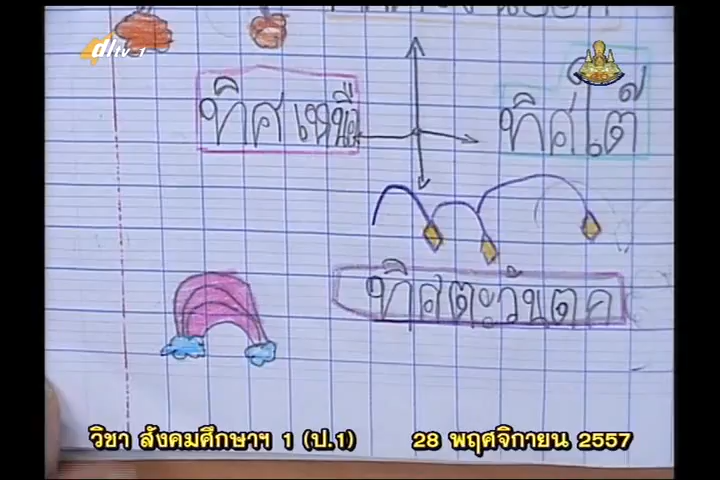 dltv 1
ทิศเหนือ
ทิศใต้
ทิศตะวันตก
วิชา สังคมศึกษาฯ 1 (ป.1) 28 พฤศจิกายน 2557